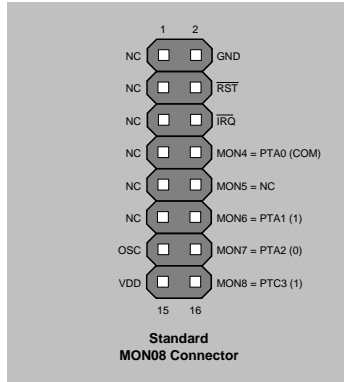 1 2
NC GND
NC RST
NC IRQ
NC MON4 = PTA0 (COM)
NC MON5 = NC
NC MON6 = PTA1 (1)
OSC MON7 = PTA2 (0)
VDD MON8 = PTC3 (1)
15 16
Standard
MON08 Connector